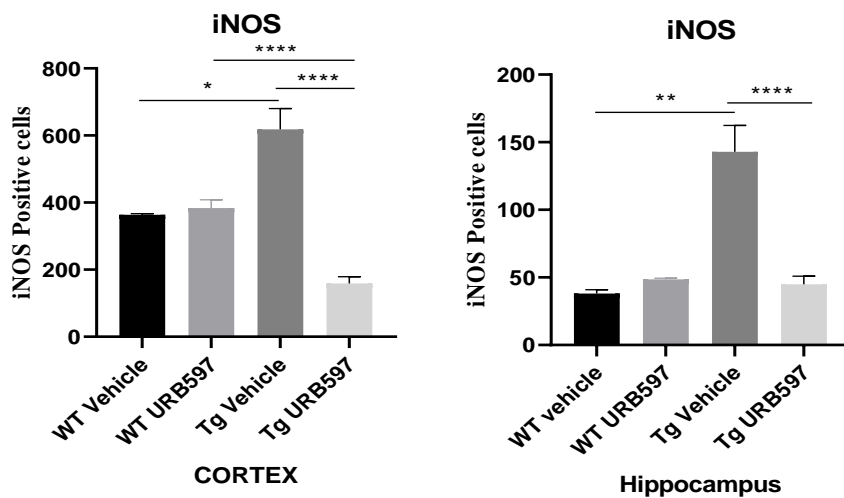 iNOS
****
800
*
****
600
400
200
0
iNOS Positive cells
WT Vehicle
WT URB597
Tg Vehicle
Tg URB597
CORTEX
iNOS
200
**
****
150
100
50
0
iNOS Positive cells
WT vehicle
WT URB597
Tg Vehicle
Tg URB597
Hippocampus